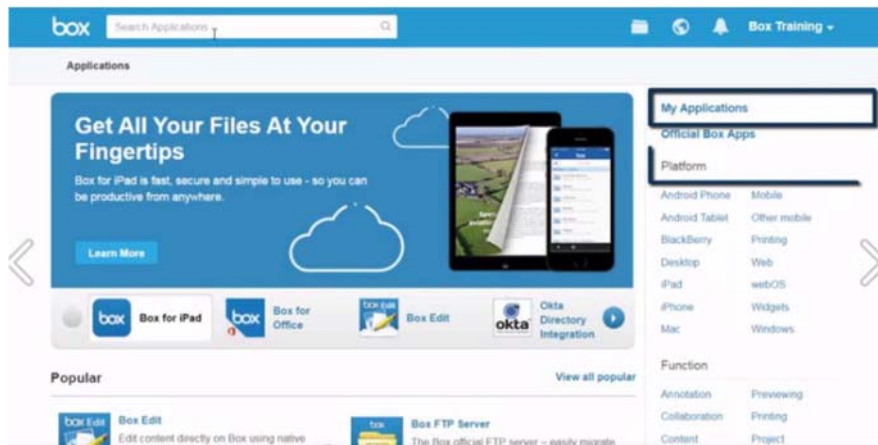 box Search Applications Box Training
Applications
Get All Your Files At Your
Fingertips
Box for iPad is fast, secure and simple to use - so you can
be productive from anywhere.
Learn More
box Box for iPad
box Box for
Office
box Edit Box Edit
okta Okta
Directory
Integration
Popular View all popular
box Edit Box Edit
Edit content directly on Box using native
box Box FTP Server
The Box official FTP server – easily migrate
My Applications
Official Box Apps
Platform
Android Phone Mobile
Android Tablet Other mobile
BlackBerry Printing
Desktop Web
iPad webOS
iPhone Widgets
Mac Windows
Function
Annotation Previewing
Collaboration Printing
Content Project